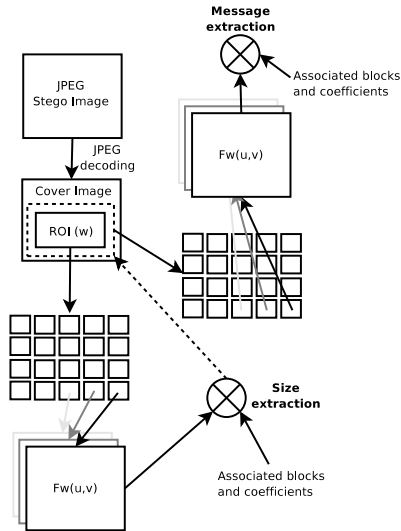 Message
extraction
Associated blocks
and coefficients
JPEG
Stego Image
JPEG
decoding
Fw(u,v)
Cover Image
ROI (w)
Size
extraction
Associated blocks
and coefficients
Fw(u,v)